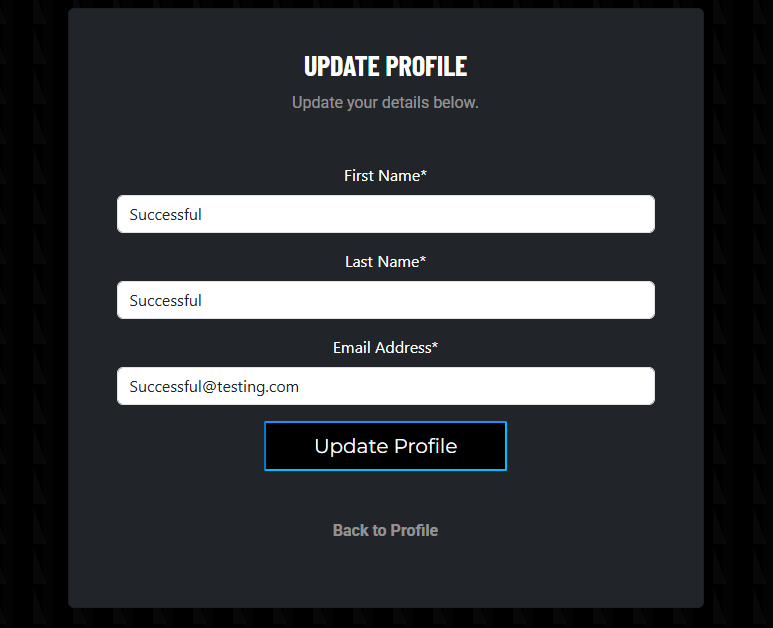 UPDATE PROFILE
Update your details below.
First Name*
Successful
Last Name*
Successful
Email Address*
Successful@testing.com
Update Profile
Back to Profile